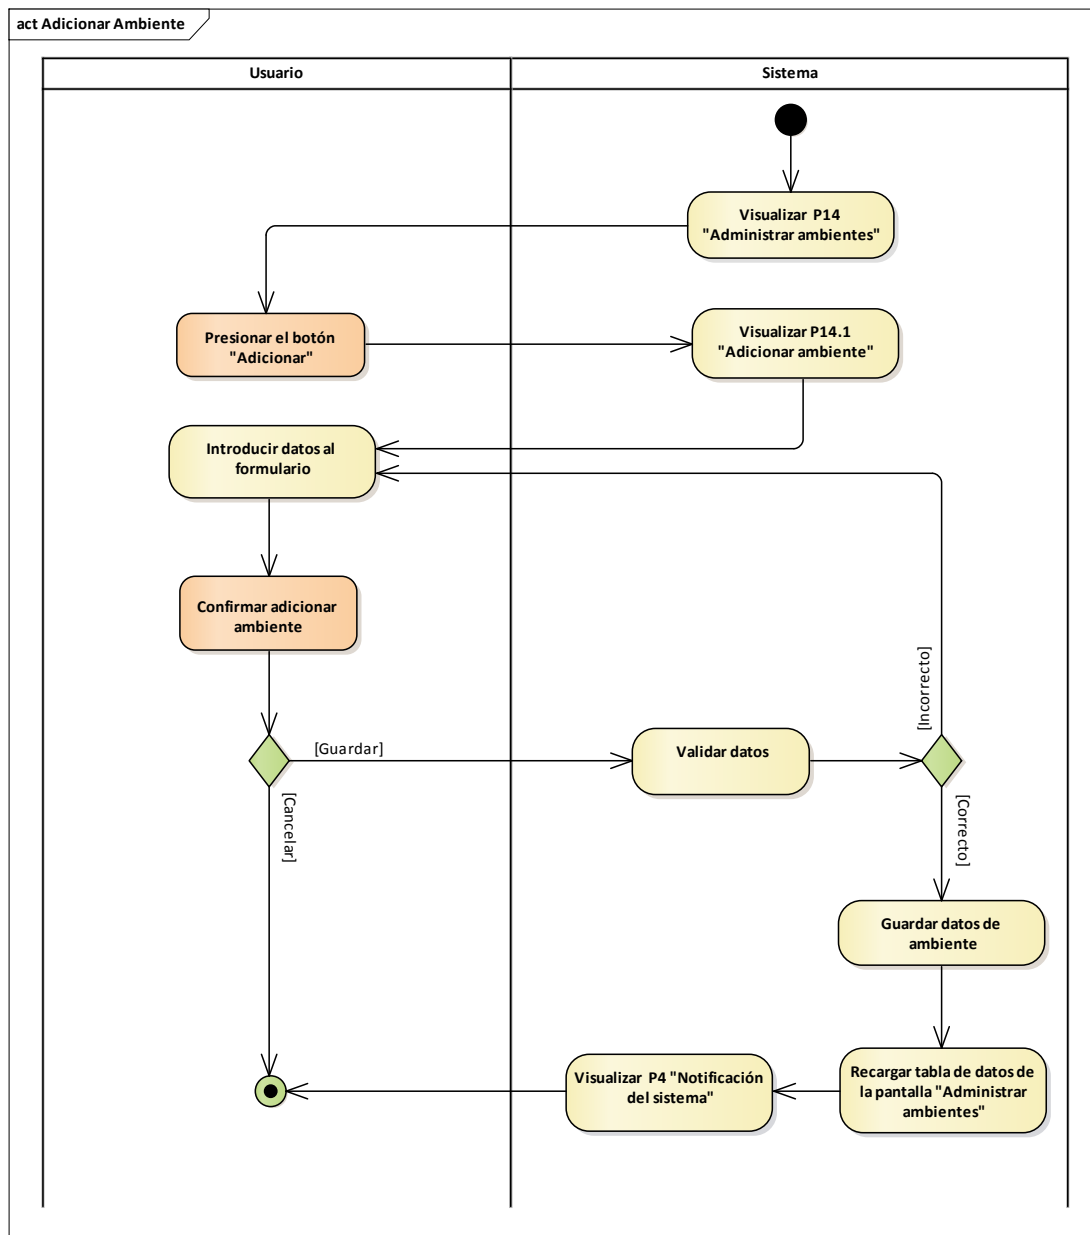 act Adicionar Ambiente
Usuario
Sistema
Visualizar P14
"Administrar ambientes"
Presionar el botón
"Adicionar"
Visualizar P14.1
"Adicionar ambiente"
Introducir datos al
formulario
Confirmar adicionar
ambiente
[Incorrecto]
[Guardar]
Validar datos
[Cancelar]
[Correcto]
Guardar datos de
ambiente
Visualizar P4 "Notificación
del sistema"
Recargar tabla de datos de
la pantalla "Administrar
ambientes"